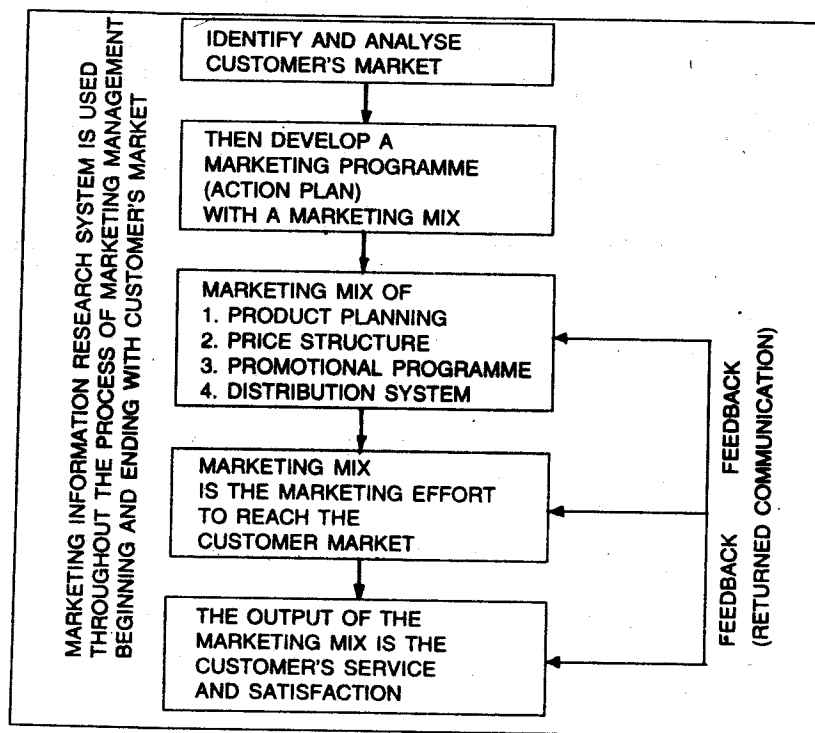 MARKETING INFORMATION RESEARCH SYSTEM IS USED
THROUGHOUT THE PROCESS OF MARKETING MANAGEMENT
BEGINNING AND ENDING WITH CUSTOMER'S MARKET
IDENTIFY AND ANALYSE
CUSTOMER'S MARKET
THEN DEVELOP A
MARKETING PROGRAMME
(ACTION PLAN)
WITH A MARKETING MIX
MARKETING MIX OF
1. PRODUCT PLANNING
2. PRICE STRUCTURE
3. PROMOTIONAL PROGRAMME
4. DISTRIBUTION SYSTEM
MARKETING MIX
IS THE MARKETING EFFORT
TO REACH THE
CUSTOMER MARKET
THE OUTPUT OF THE
MARKETING MIX IS THE
CUSTOMER'S SERVICE
AND SATISFACTION
FEEDBACK FEEDBACK
(RETURNED COMMUNICATION)